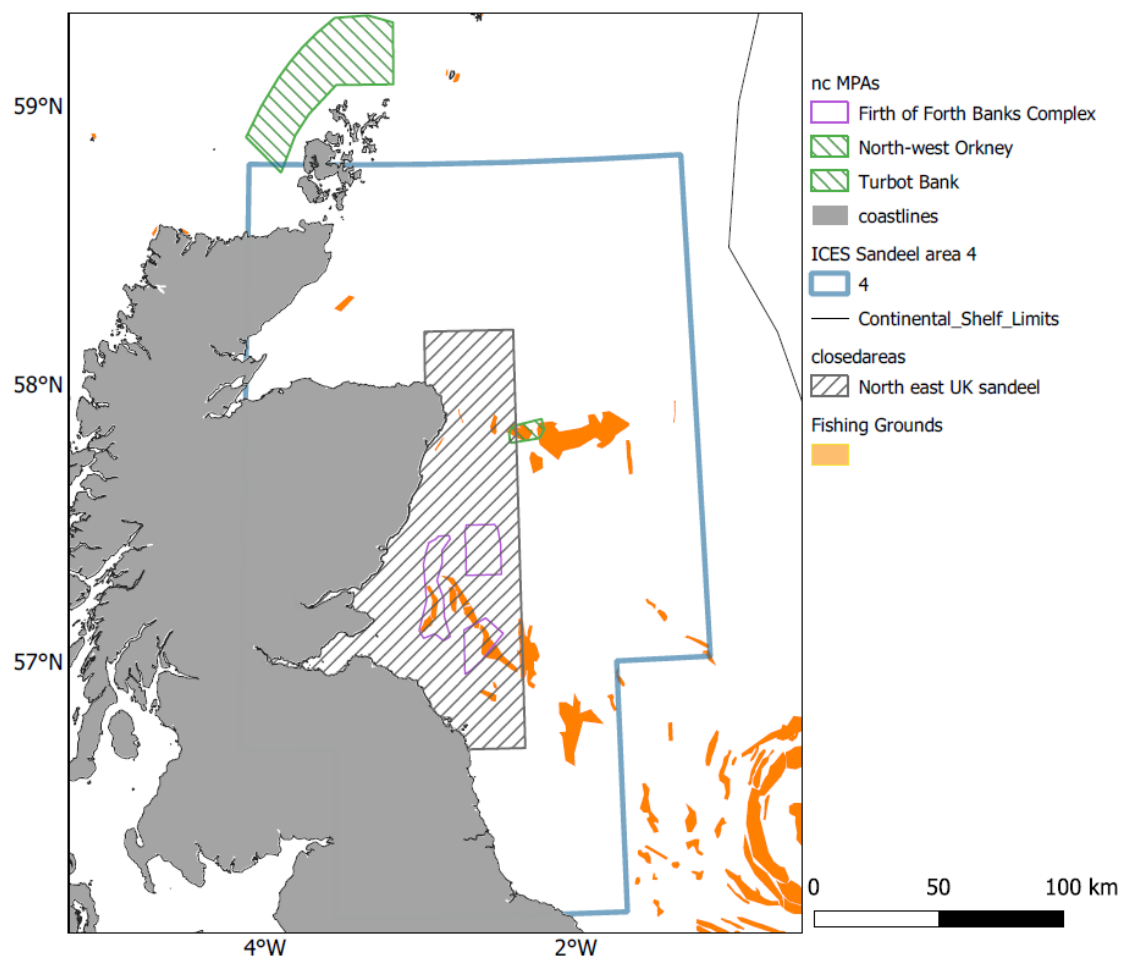 59°N
58°N
57°N
4°W
2°W
nc MPAs
Firth of Forth Banks Complex
North-west Orkney
Turbot Bank
coastlines
ICES Sandeel area 4
4
Continental_Shelf_Limits
closedareas
North east UK sandeel
Fishing Grounds
0 50 100 km